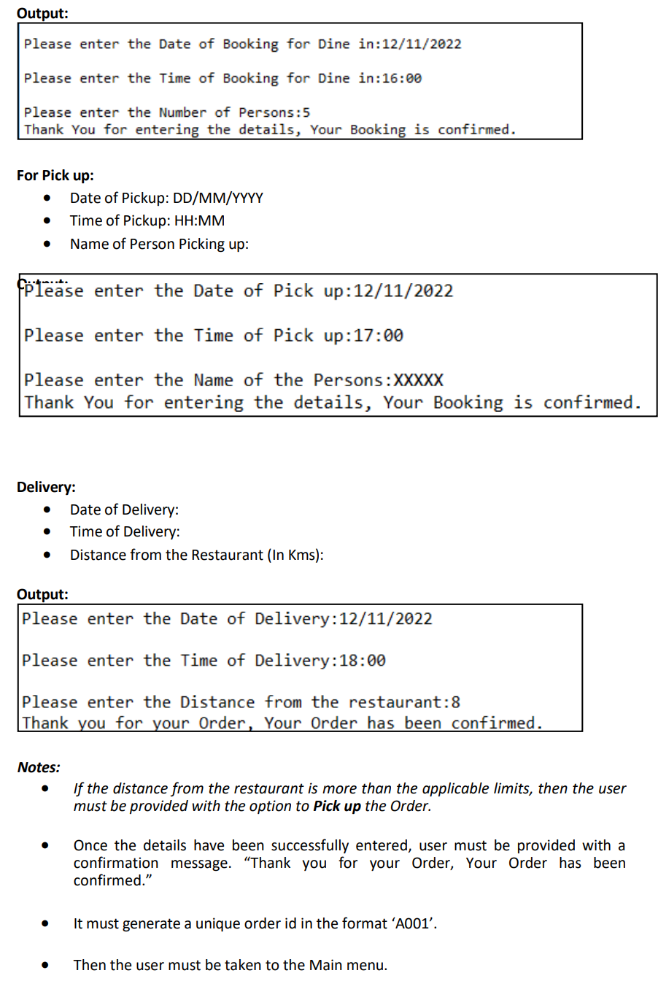 Output:
Please enter the Date of Booking for Dine in:12/11/2022
Please enter the Time of Booking for Dine in:16:00
Please enter the Number of Persons:5
Thank You for entering the details, Your Booking is confirmed.
For Pick up:
• Date of Pickup: DD/MM/YYYY
• Time of Pickup: HH:MM
• Name of Person Picking up:
Output:
Please enter the Date of Pick up:12/11/2022
Please enter the Time of Pick up:17:00
Please enter the Name of the Persons:XXXXX
Thank You for entering the details, Your Booking is confirmed.
Delivery:
• Date of Delivery:
• Time of Delivery:
• Distance from the Restaurant (In Kms):
Output:
Please enter the Date of Delivery:12/11/2022
Please enter the Time of Delivery:18:00
Please enter the Distance from the restaurant:8
Thank you for your Order, Your Order has been confirmed.
Notes:
• If the distance from the restaurant is more than the applicable limits, then the user
must be provided with the option to Pick up the Order.
• Once the details have been successfully entered, user must be provided with a
confirmation message. “Thank you for your Order, Your Order has been
confirmed.”
• It must generate a unique order id in the format ‘A001’.
• Then the user must be taken to the Main menu.